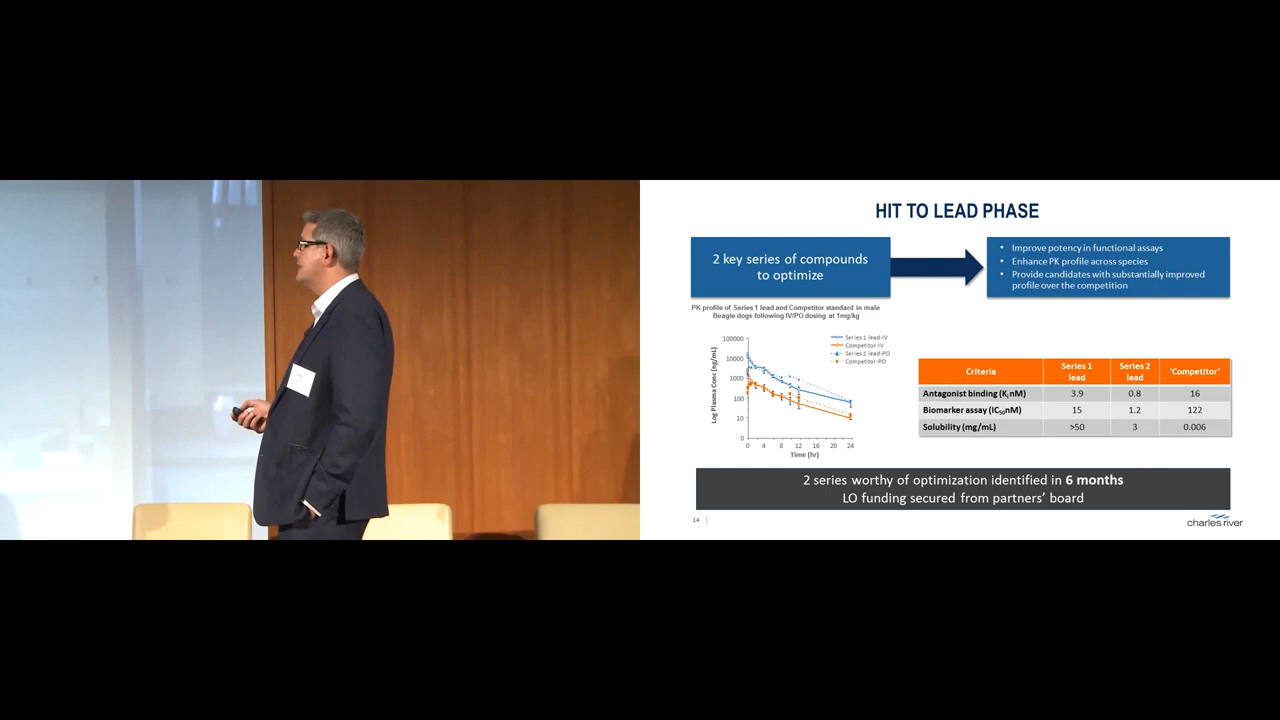 HIT TO LEAD PHASE
2 key series of compounds
to optimize
• Improve potency in functional assays
• Enhance PK profile across species
• Provide candidates with substantially improved
profile over the competition
PK profile of Series 1 lead and Competitor standard in male
Beagle dogs following IV/PO dosing at 1mg/kg
Series 1 lead-IV
Competitor-IV
Series 1 lead-PO
Competitor-PO
Log Plasma Conc (ng/mL)
100000
10000
1000
100
10
0
0 4 8 12 16 20 24
Time (hr)
Criteria Series 1 lead Series 2 lead 'Competitor'
Antagonist binding (KᵢnM) 3.9 0.8 16
Biomarker assay (IC₅₀nM) 15 1.2 122
Solubility (mg/mL) >50 3 0.006
2 series worthy of optimization identified in 6 months
LO funding secured from partners' board
14
charles river